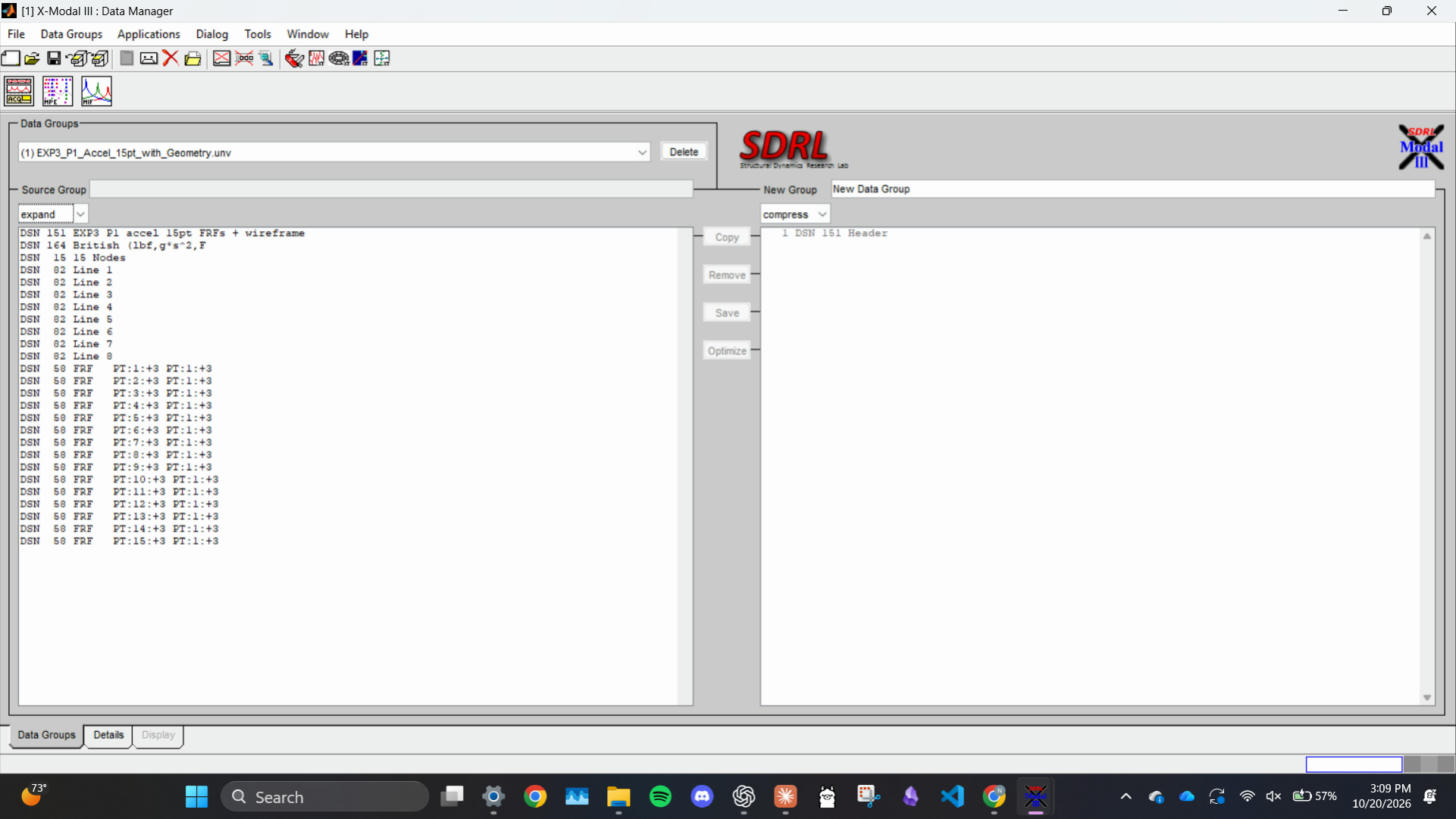 [1] X-Modal III : Data Manager
File Data Groups Applications Dialog Tools Window Help
ACQ MPE MIF
Data Groups
(1) EXP3_P1_Accel_15pt_with_Geometry.unv
Delete
SDRL
Structural Dynamics Research Lab
SDRL
Modal
III
Source Group
New Group New Data Group
expand
compress
DSN 151 EXP3 P1 accel 15pt FRFs + wireframe
DSN 164 British (lbf,g*s^2,F
DSN 15 15 Nodes
DSN 82 Line 1
DSN 82 Line 2
DSN 82 Line 3
DSN 82 Line 4
DSN 82 Line 5
DSN 82 Line 6
DSN 82 Line 7
DSN 82 Line 8
DSN 58 FRF PT:1:+3 PT:1:+3
DSN 58 FRF PT:2:+3 PT:1:+3
DSN 58 FRF PT:3:+3 PT:1:+3
DSN 58 FRF PT:4:+3 PT:1:+3
DSN 58 FRF PT:5:+3 PT:1:+3
DSN 58 FRF PT:6:+3 PT:1:+3
DSN 58 FRF PT:7:+3 PT:1:+3
DSN 58 FRF PT:8:+3 PT:1:+3
DSN 58 FRF PT:9:+3 PT:1:+3
DSN 58 FRF PT:10:+3 PT:1:+3
DSN 58 FRF PT:11:+3 PT:1:+3
DSN 58 FRF PT:12:+3 PT:1:+3
DSN 58 FRF PT:13:+3 PT:1:+3
DSN 58 FRF PT:14:+3 PT:1:+3
DSN 58 FRF PT:15:+3 PT:1:+3
Copy
Remove
Save
Optimize
1 DSN 151 Header
Data Groups Details Display
73°
Search
57%
3:09 PM
10/20/2026